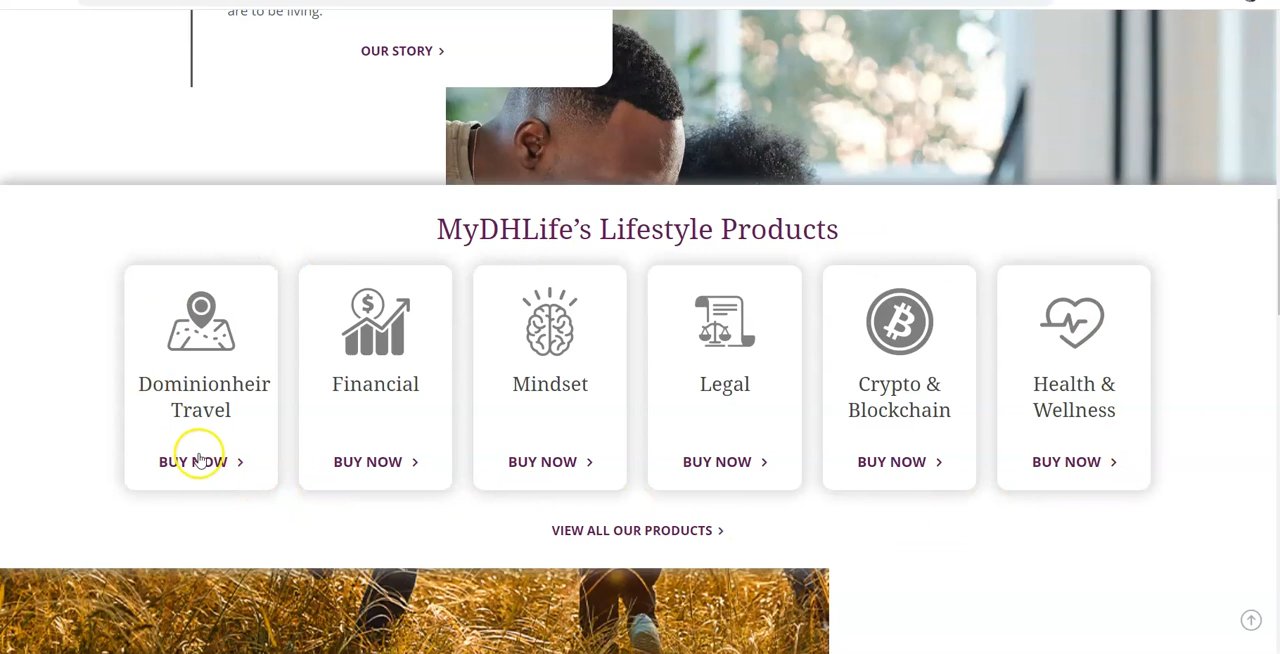 are to be living.
OUR STORY >
MyDHLife’s Lifestyle Products
Dominionheir
Travel
BUY NOW >
Financial
BUY NOW >
Mindset
BUY NOW >
Legal
BUY NOW >
Crypto &
Blockchain
BUY NOW >
Health &
Wellness
BUY NOW >
VIEW ALL OUR PRODUCTS >